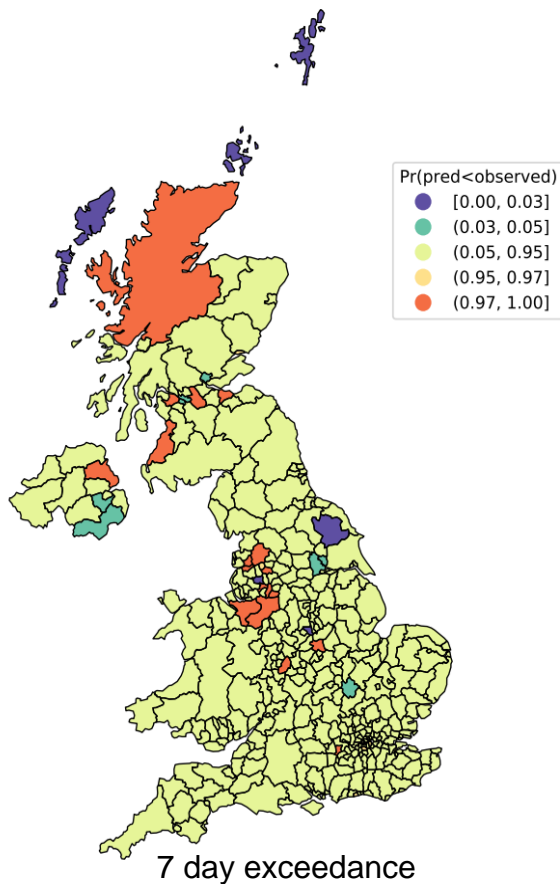 Pr(pred<observed)
[0.00, 0.03]
(0.03, 0.05]
(0.05, 0.95]
(0.95, 0.97]
(0.97, 1.00]
7 day exceedance